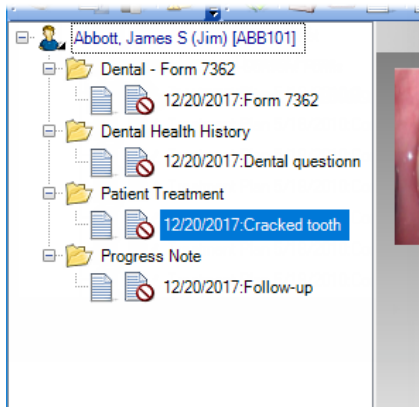 Abbott, James S (Jim) [ABB101]
Dental - Form 7362
12/20/2017:Form 7362
Dental Health History
12/20/2017:Dental questionn
Patient Treatment
12/20/2017:Cracked tooth
Progress Note
12/20/2017:Follow-up